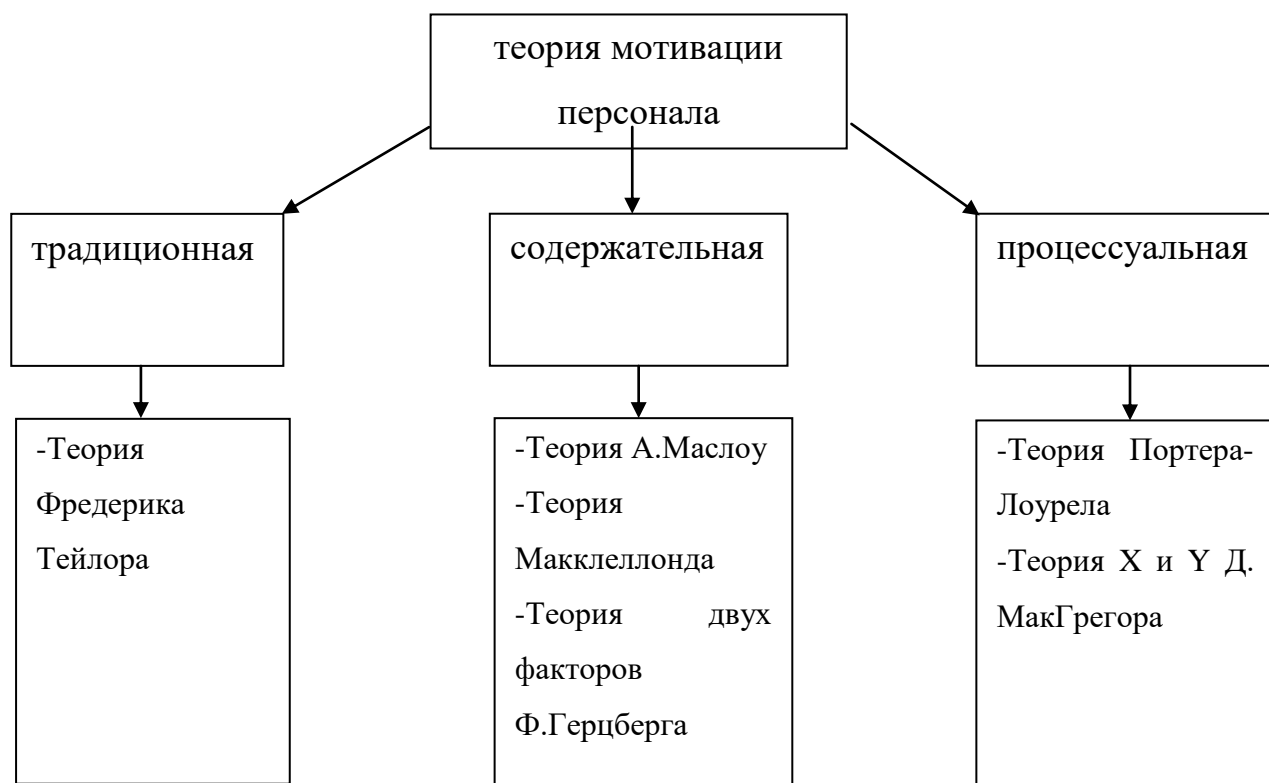 теория мотивации
персонала
традиционная
содержательная
процессуальная
-Теория
Фредерика
Тейлора
-Теория А.Маслоу
-Теория
Макклеллонда
-Теория двух
факторов
Ф.Герцберга
-Теория Портера-
Лоурела
-Теория X и Y Д.
МакГрегора